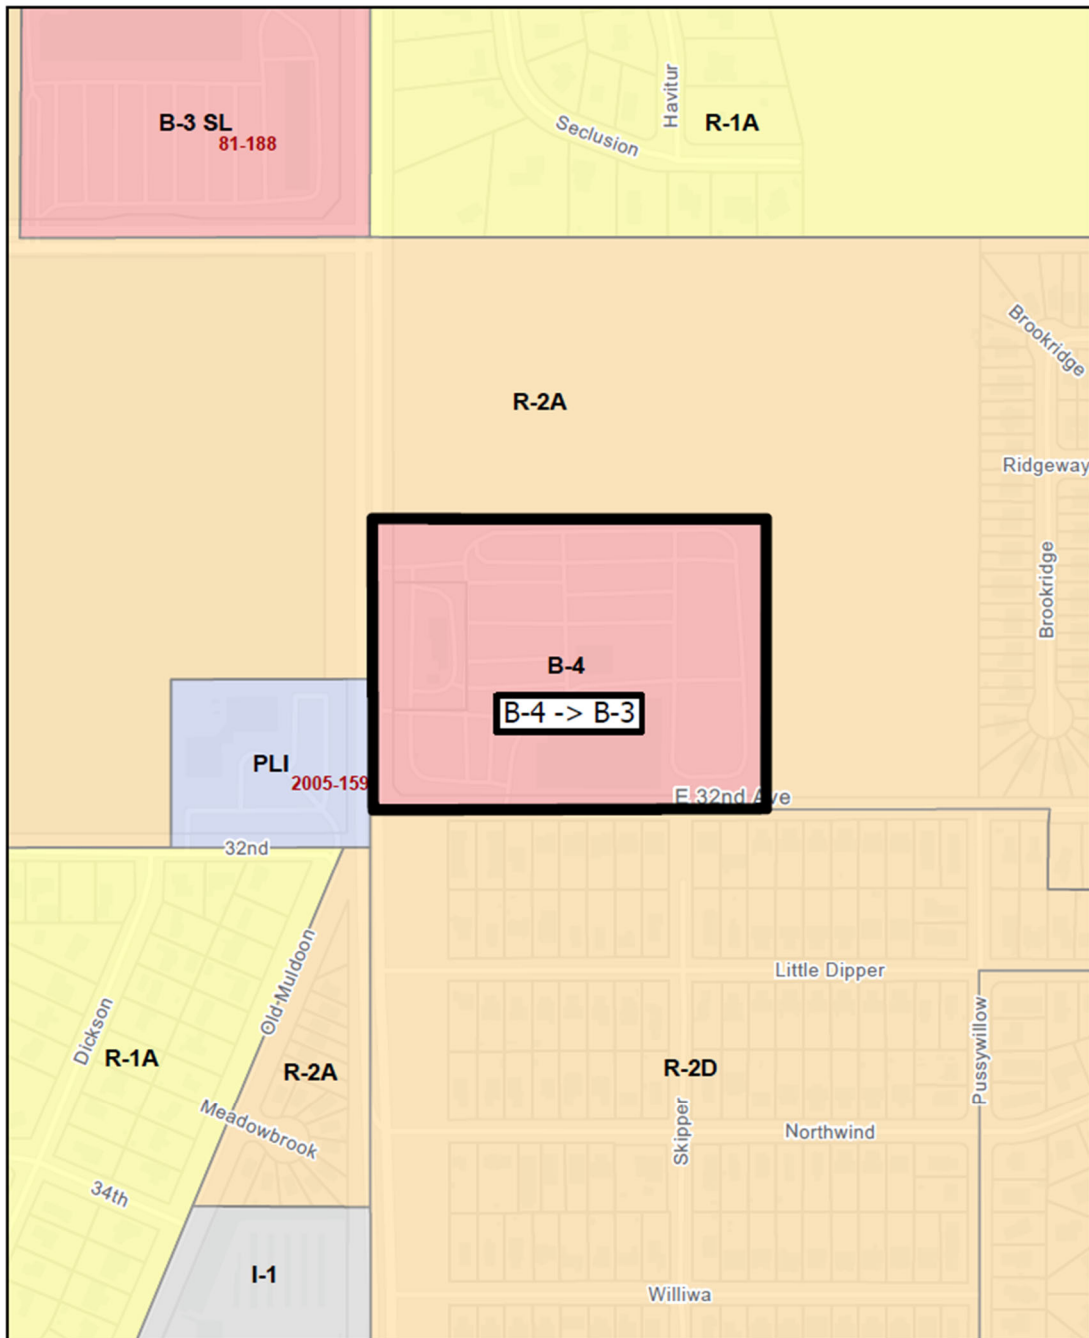 Havitur
B-3 SL
81-188
R-1A
Seclusion
Brookridge
R-2A
Ridgeway
Brookridge
B-4
B-4 -> B-3
PLI
2005-159
E 32nd Ave
32nd
Little Dipper
Old Muldoon
Dickson
Pussywillow
R-1A
R-2A
R-2D
Meadowbrook
Skipper
Northwind
34th
I-1
Williwa